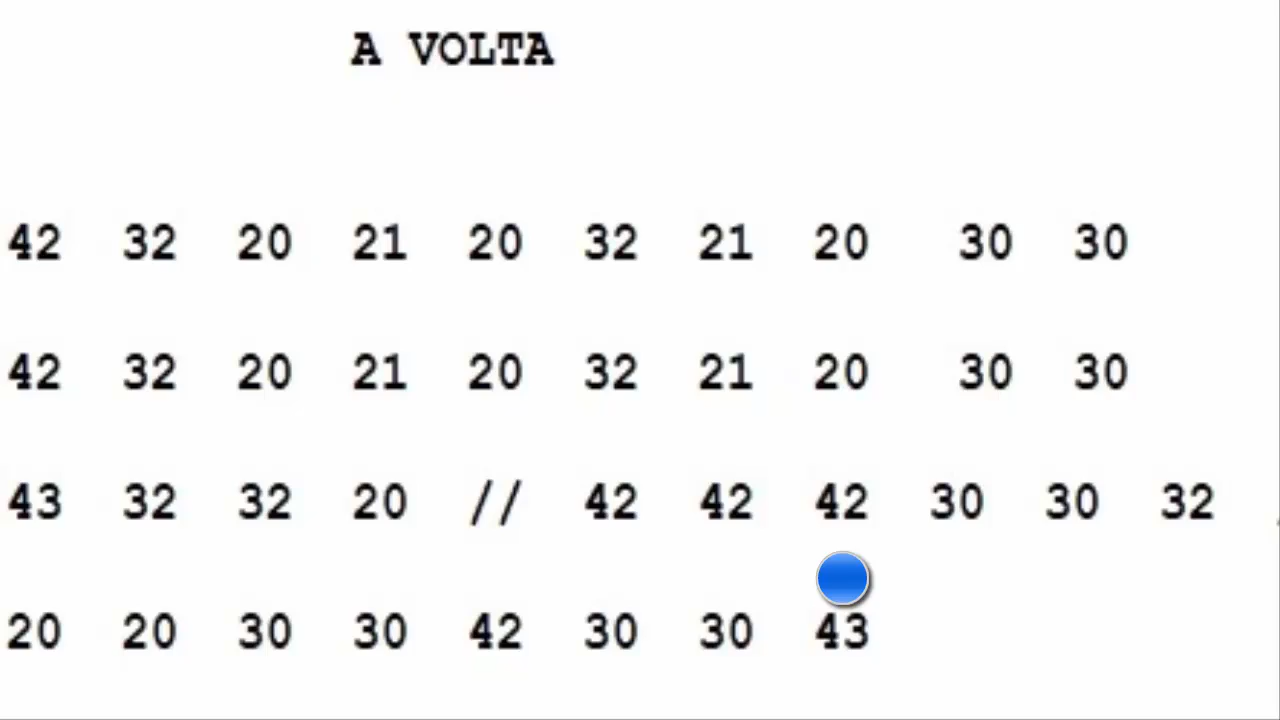 A VOLTA
42 32 20 21 20 32 21 20 30 30
42 32 20 21 20 32 21 20 30 30
43 32 32 20 // 42 42 42 30 30 32
20 20 30 30 42 30 30 43